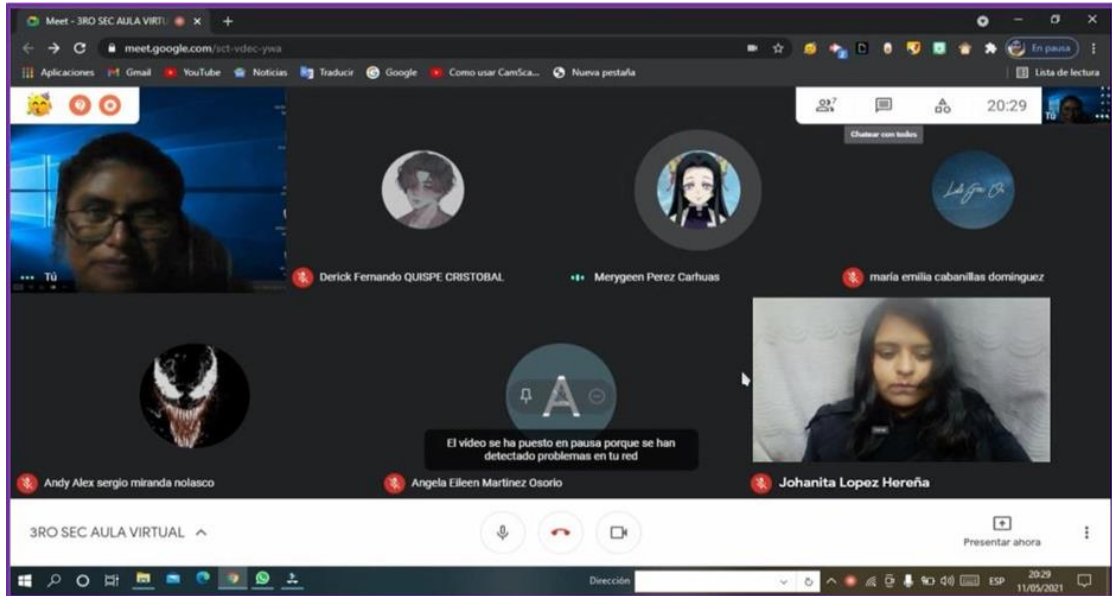 Meet - 3RO SEC AULA VIRTU
meet.google.com/sct-vdec-ywa
En pausa
Aplicaciones Gmail YouTube Noticias Traducir Google Como usar CamSca... Nueva pestaña Lista de lectura
7
20:29
Tú
Chatear con todos
Lets Gou On
Tú
Derick Fernando QUISPE CRISTOBAL
Merygeen Perez Carhuas
maría emilia cabanillas dominguez
A
El vídeo se ha puesto en pausa porque se han
detectado problemas en tu red
Andy Alex sergio miranda nolasco
Angela Eileen Martinez Osorio
Johanita Lopez Hereña
3RO SEC AULA VIRTUAL
Presentar ahora
Dirección
ESP
20:29
11/05/2021